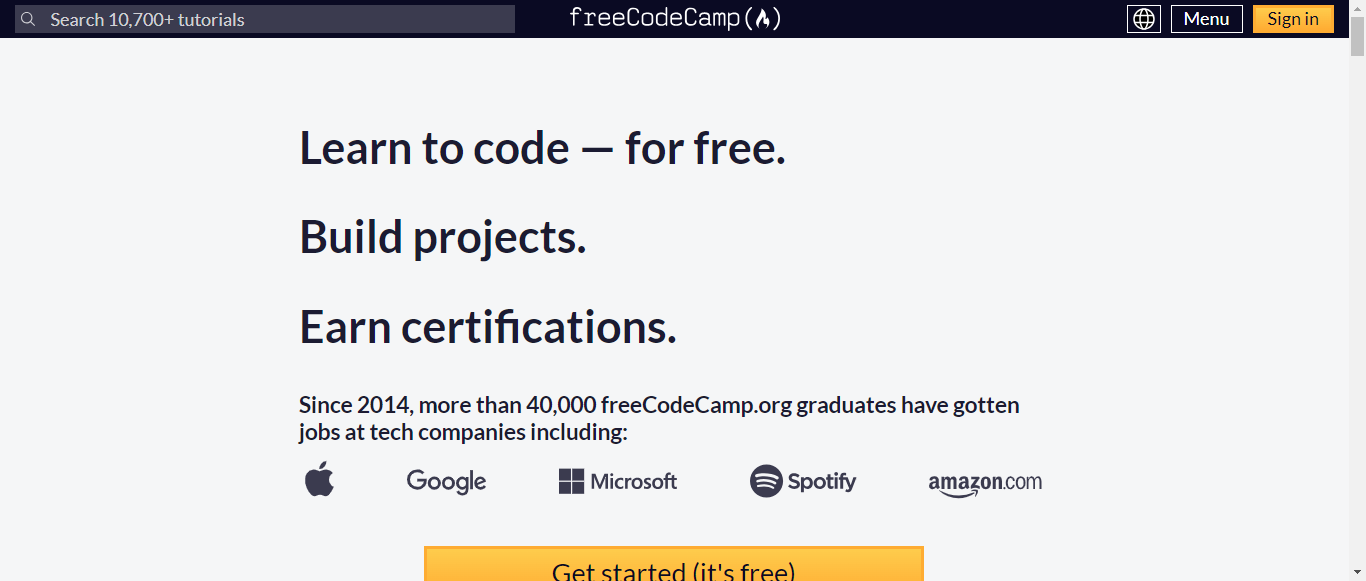 Search 10,700+ tutorials
freeCodeCamp(🔥)
Menu
Sign in
Learn to code — for free.
Build projects.
Earn certifications.
Since 2014, more than 40,000 freeCodeCamp.org graduates have gotten
jobs at tech companies including:
Google
Microsoft
Spotify
amazon.com
Get started (it's free)